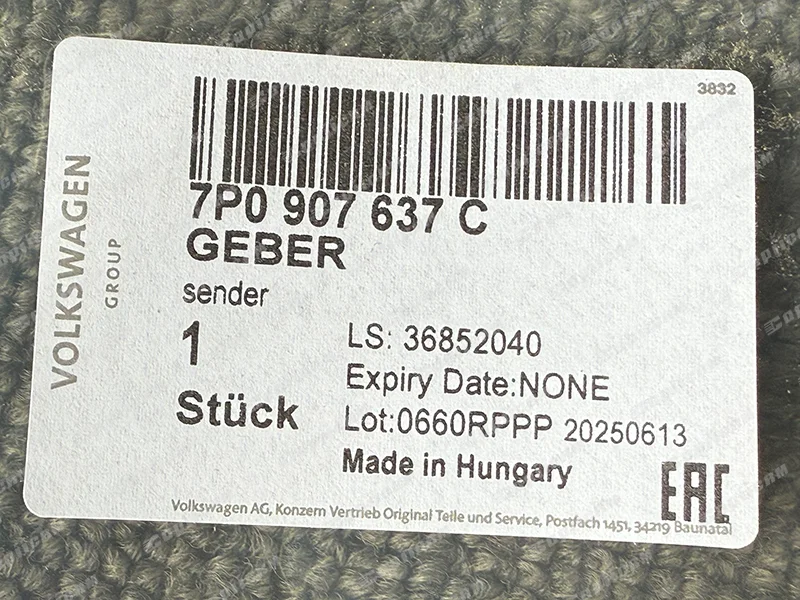 3832
VOLKSWAGEN
GROUP
7P0 907 637 C
GEBER
sender
1
Stück
LS: 36852040
Expiry Date:NONE
Lot:0660RPPP 20250613
Made in Hungary
EAC
Volkswagen AG, Konzern Vertrieb Original Teile und Service, Postfach 1451, 34219 Baunatal